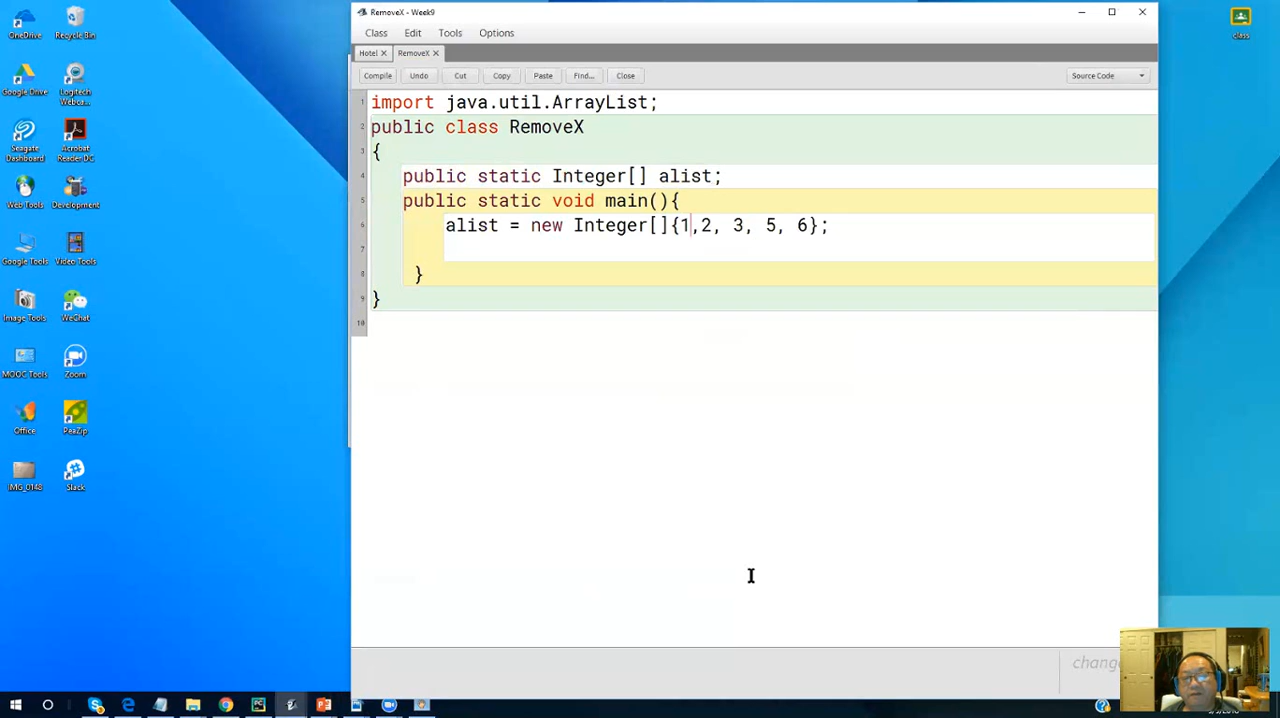 RemoveX - Week9
Class Edit Tools Options
Hotel RemoveX
Compile Undo Cut Copy Paste Find... Close Source Code
1 import java.util.ArrayList;
2 public class RemoveX
3 {
4 public static Integer[] alist;
5 public static void main(){
6 alist = new Integer[]{1,2, 3, 5, 6};
7
8 }
9 }
10
OneDrive Recycle Bin
Google Drive Logitech Webca...
Seagate Dashboard Acrobat Reader DC
Web Tools Development
Google Tools Video Tools
Image Tools WeChat
MOOC Tools Zoom
Office PeaZip
IMG_0148 Slack
class